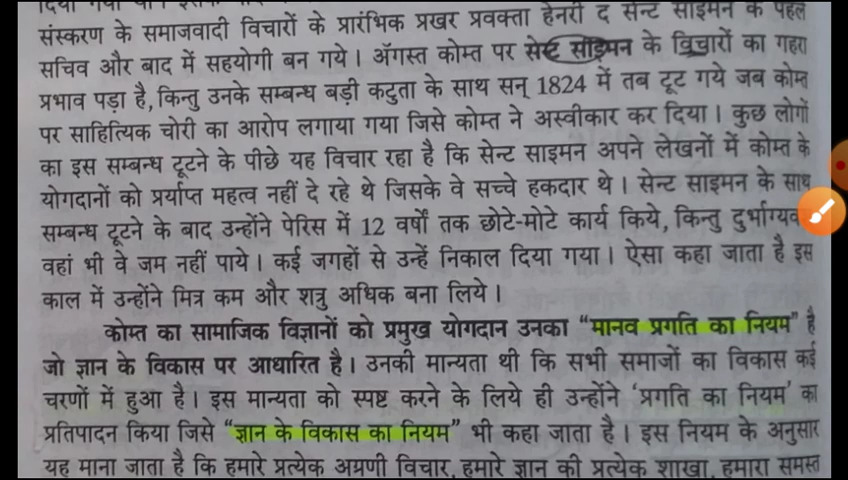 दिया गया था।
संस्करण के समाजवादी विचारों के प्रारंभिक प्रखर प्रवक्ता हेनरी द सेन्ट साइमन के पहले
सचिव और बाद में सहयोगी बन गये। ऑगस्त कोम्त पर सेन्ट साइमन के विचारों का गहरा
प्रभाव पड़ा है, किन्तु उनके सम्बन्ध बड़ी कटुता के साथ सन् 1824 में तब टूट गये जब कोम्त
पर साहित्यिक चोरी का आरोप लगाया गया जिसे कोम्त ने अस्वीकार कर दिया। कुछ लोगों
का इस सम्बन्ध टूटने के पीछे यह विचार रहा है कि सेन्ट साइमन अपने लेखनों में कोम्त के
योगदानों को प्रर्याप्त महत्व नहीं दे रहे थे जिसके वे सच्चे हकदार थे। सेन्ट साइमन के साथ
सम्बन्ध टूटने के बाद उन्होंने पेरिस में 12 वर्षों तक छोटे-मोटे कार्य किये, किन्तु
वहां भी वे जम नहीं पाये। कई जगहों से उन्हें निकाल दिया गया। ऐसा कहा जाता है इस
काल में उन्होंने मित्र कम और शत्रु अधिक बना लिये।
कोम्त का सामाजिक विज्ञानों को प्रमुख योगदान उनका “मानव प्रगति का नियम” है
जो ज्ञान के विकास पर आधारित है। उनकी मान्यता थी कि सभी समाजों का विकास कई
चरणों में हुआ है। इस मान्यता को स्पष्ट करने के लिये ही उन्होंने ‘प्रगति का नियम’ का
प्रतिपादन किया जिसे “ज्ञान के विकास का नियम” भी कहा जाता है। इस नियम के अनुसार
यह माना जाता है कि हमारे प्रत्येक अग्रणी विचार, हमारे ज्ञान की प्रत्येक शाखा, हमारा समस्त